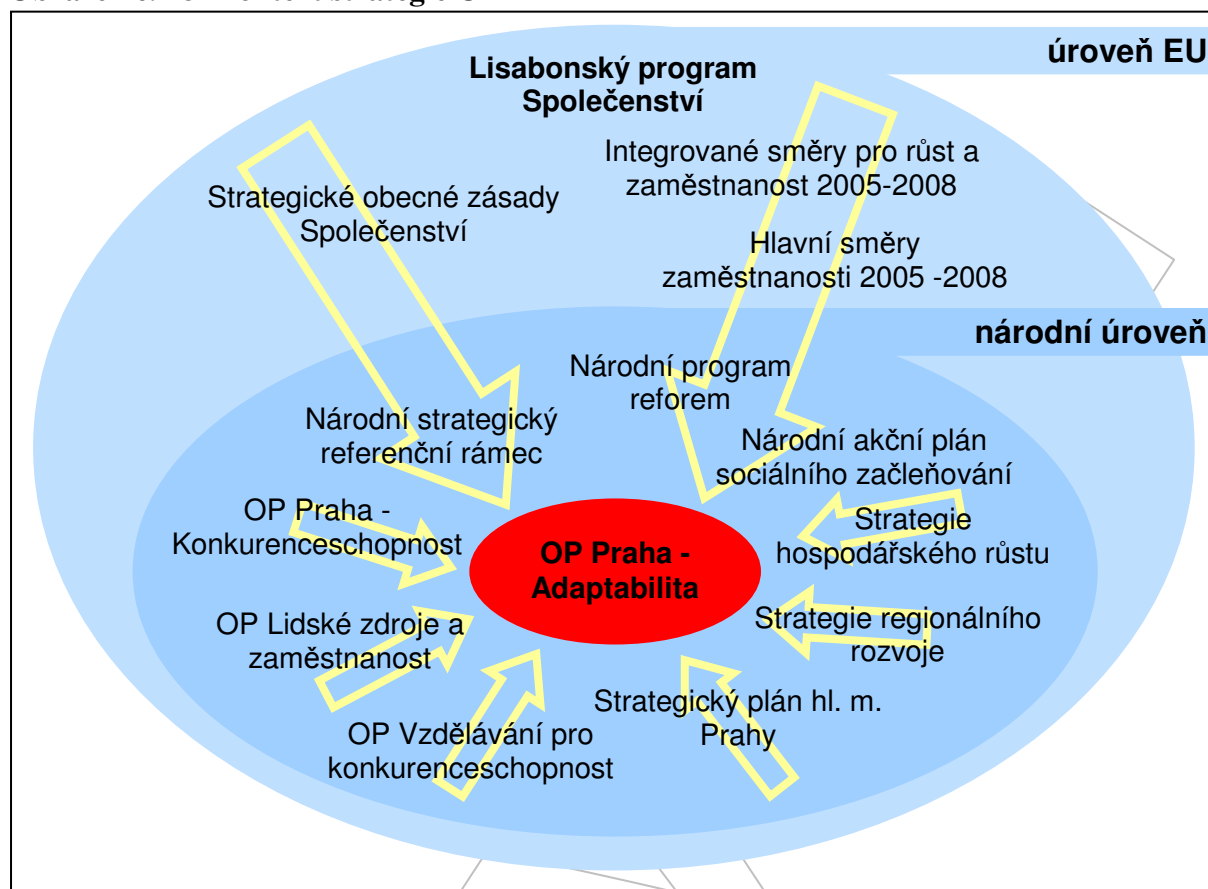 úroveň EU
Lisabonský program
Společenství
Integrované směry pro růst a
zaměstnanost 2005-2008
Strategické obecné zásady
Společenství
Hlavní směry
zaměstnanosti 2005 -2008
národní úroveň
Národní program
reforem
Národní strategický
referenční rámec
Národní akční plán
sociálního začleňování
OP Praha -
Konkurenceschopnost
Strategie
hospodářského růstu
OP Praha -
Adaptabilita
OP Lidské zdroje a
zaměstnanost
Strategie regionálního
rozvoje
Strategický plán hl. m.
Prahy
OP Vzdělávání pro
konkurenceschopnost